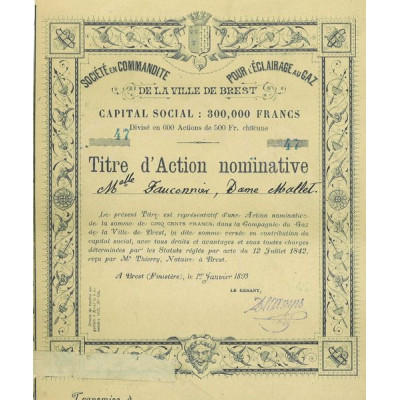 SOCIÉTÉ EN COMMANDITE POUR L'ÉCLAIRAGE AU GAZ
DE LA VILLE DE BREST
CAPITAL SOCIAL : 300,000 FRANCS
Divisé en 600 Actions de 500 Fr. chacune
47 47
Titre d'Action nominative
Melle Fauconnier, Dame Mallet.
Le présent Titre est représentatif d'une Action nominative
de la somme de CINQ CENTS FRANCS, dans la Compagnie du Gaz
de la Ville de Brest, la dite somme versée en contribution du
capital social, avec tous droits et avantages et sous toutes charges
déterminées par les Statuts réglés par acte du 12 Juillet 1842,
reçu par Me Thierry, Notaire à Brest.
A Brest (Finistère), le 1er Janvier 1893
LE GÉRANT,